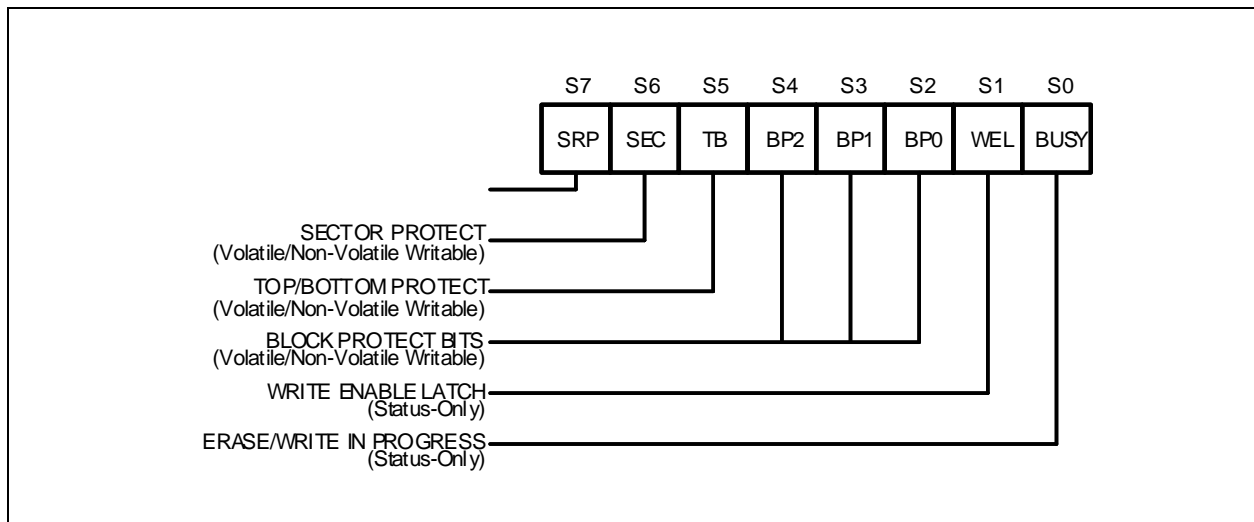 S7 S6 S5 S4 S3 S2 S1 S0
SRP SEC TB BP2 BP1 BP0 WEL BUSY
SECTOR PROTECT
(Volatile/Non-Volatile Writable)
TOP/BOTTOM PROTECT
(Volatile/Non-Volatile Writable)
BLOCK PROTECT BITS
(Volatile/Non-Volatile Writable)
WRITE ENABLE LATCH
(Status-Only)
ERASE/WRITE IN PROGRESS
(Status-Only)